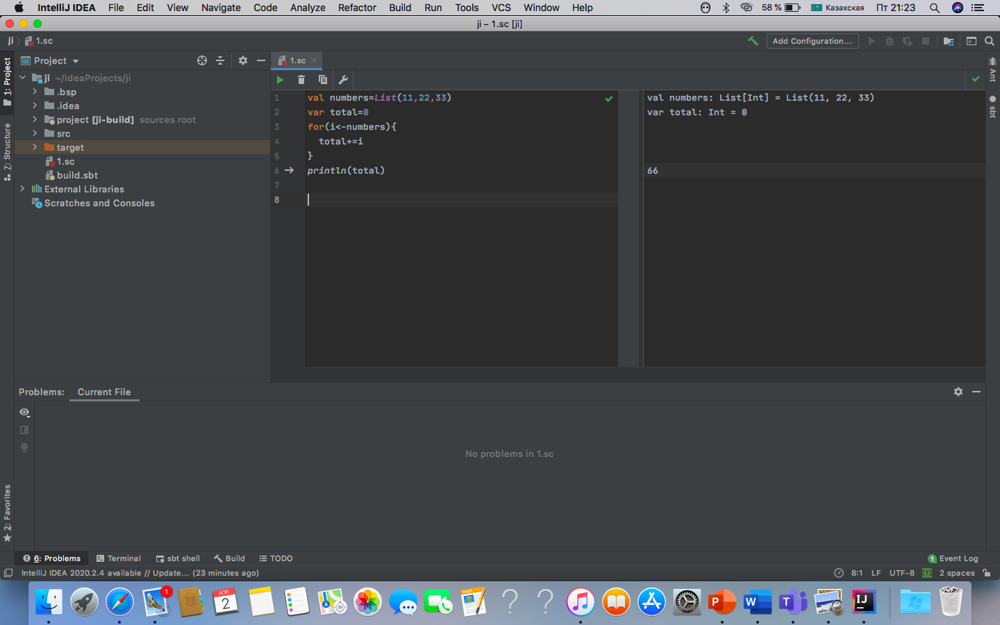 IntelliJ IDEA File Edit View Navigate Code Analyze Refactor Build Run Tools VCS Window Help 58 % Казахская Пт 21:23
ji – 1.sc [ji]
ji 1.sc Add Configuration...
1: Project
Project
1.sc
Ant
sbt
ji ~/IdeaProjects/ji
.bsp
.idea
project [ji-build] sources root
src
target
1.sc
build.sbt
External Libraries
Scratches and Consoles
7: Structure
2: Favorites
1 val numbers=List(11,22,33)
2 var total=0
3 for(i<-numbers){
4 total+=i
5 }
6 println(total)
7
8
val numbers: List[Int] = List(11, 22, 33)
var total: Int = 0
66
Problems: Current File
No problems in 1.sc
6: Problems Terminal sbt shell Build TODO 1 Event Log
IntelliJ IDEA 2020.2.4 available // Update... (23 minutes ago) 8:1 LF UTF-8 [T] 2 spaces
1
АПР.
2
30
PAGES
P
W
T
IJ